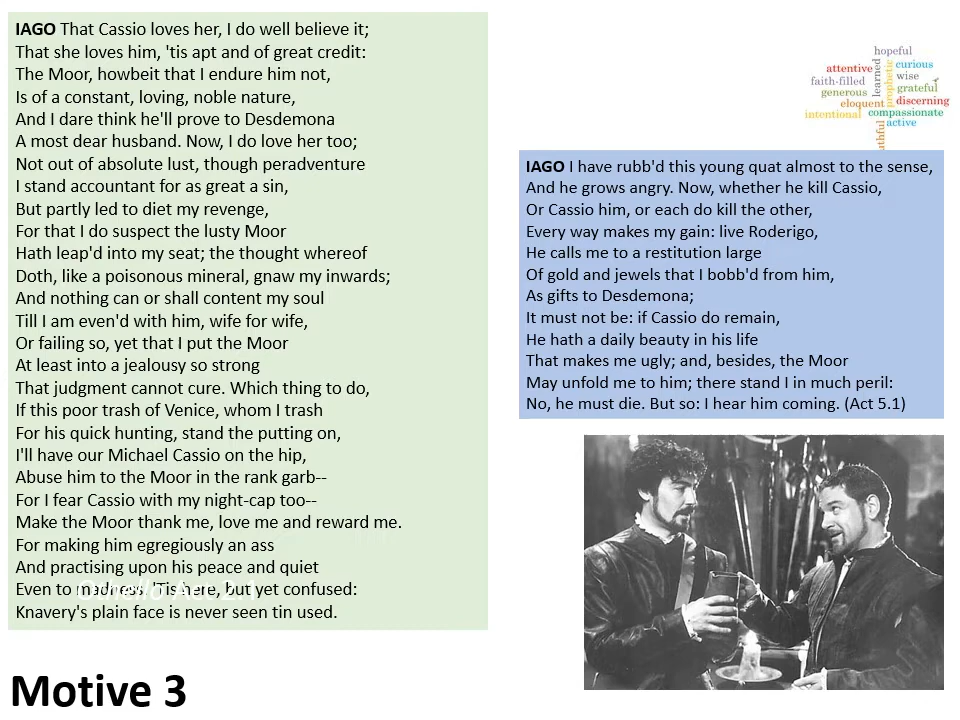 IAGO That Cassio loves her, I do well believe it;
That she loves him, 'tis apt and of great credit:
The Moor, howbeit that I endure him not,
Is of a constant, loving, noble nature,
And I dare think he'll prove to Desdemona
A most dear husband. Now, I do love her too;
Not out of absolute lust, though peradventure
I stand accountant for as great a sin,
But partly led to diet my revenge,
For that I do suspect the lusty Moor
Hath leap'd into my seat; the thought whereof
Doth, like a poisonous mineral, gnaw my inwards;
And nothing can or shall content my soul
Till I am even'd with him, wife for wife,
Or failing so, yet that I put the Moor
At least into a jealousy so strong
That judgment cannot cure. Which thing to do,
If this poor trash of Venice, whom I trash
For his quick hunting, stand the putting on,
I'll have our Michael Cassio on the hip,
Abuse him to the Moor in the rank garb--
For I fear Cassio with my night-cap too--
Make the Moor thank me, love me and reward me.
For making him egregiously an ass
And practising upon his peace and quiet
Even to madness. 'Tis here, but yet confused:
Knavery's plain face is never seen tin used.
Othello Act 2.1
hopeful
attentive
curious
learned
prophetic
faith-filled
wise
generous
grateful
eloquent
discerning
intentional
compassionate
active
IAGO I have rubb'd this young quat almost to the sense,
And he grows angry. Now, whether he kill Cassio,
Or Cassio him, or each do kill the other,
Every way makes my gain: live Roderigo,
He calls me to a restitution large
Of gold and jewels that I bobb'd from him,
As gifts to Desdemona;
It must not be: if Cassio do remain,
He hath a daily beauty in his life
That makes me ugly; and, besides, the Moor
May unfold me to him; there stand I in much peril:
No, he must die. But so: I hear him coming. (Act 5.1)
Motive 3